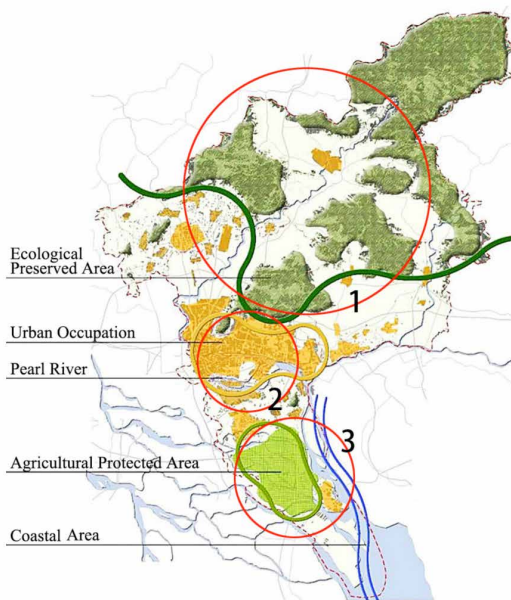 Ecological
Preserved Area
1
Urban Occupation
Pearl River
2
3
Agricultural Protected Area
Coastal Area